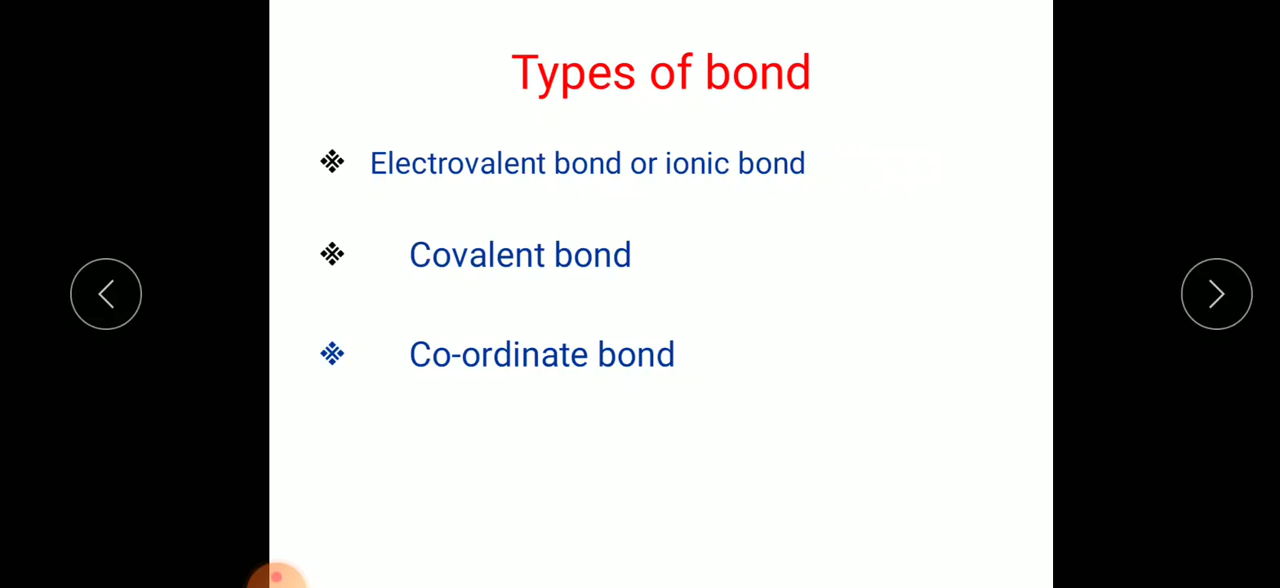 Types of bond
Electrovalent bond or ionic bond
Covalent bond
Co-ordinate bond